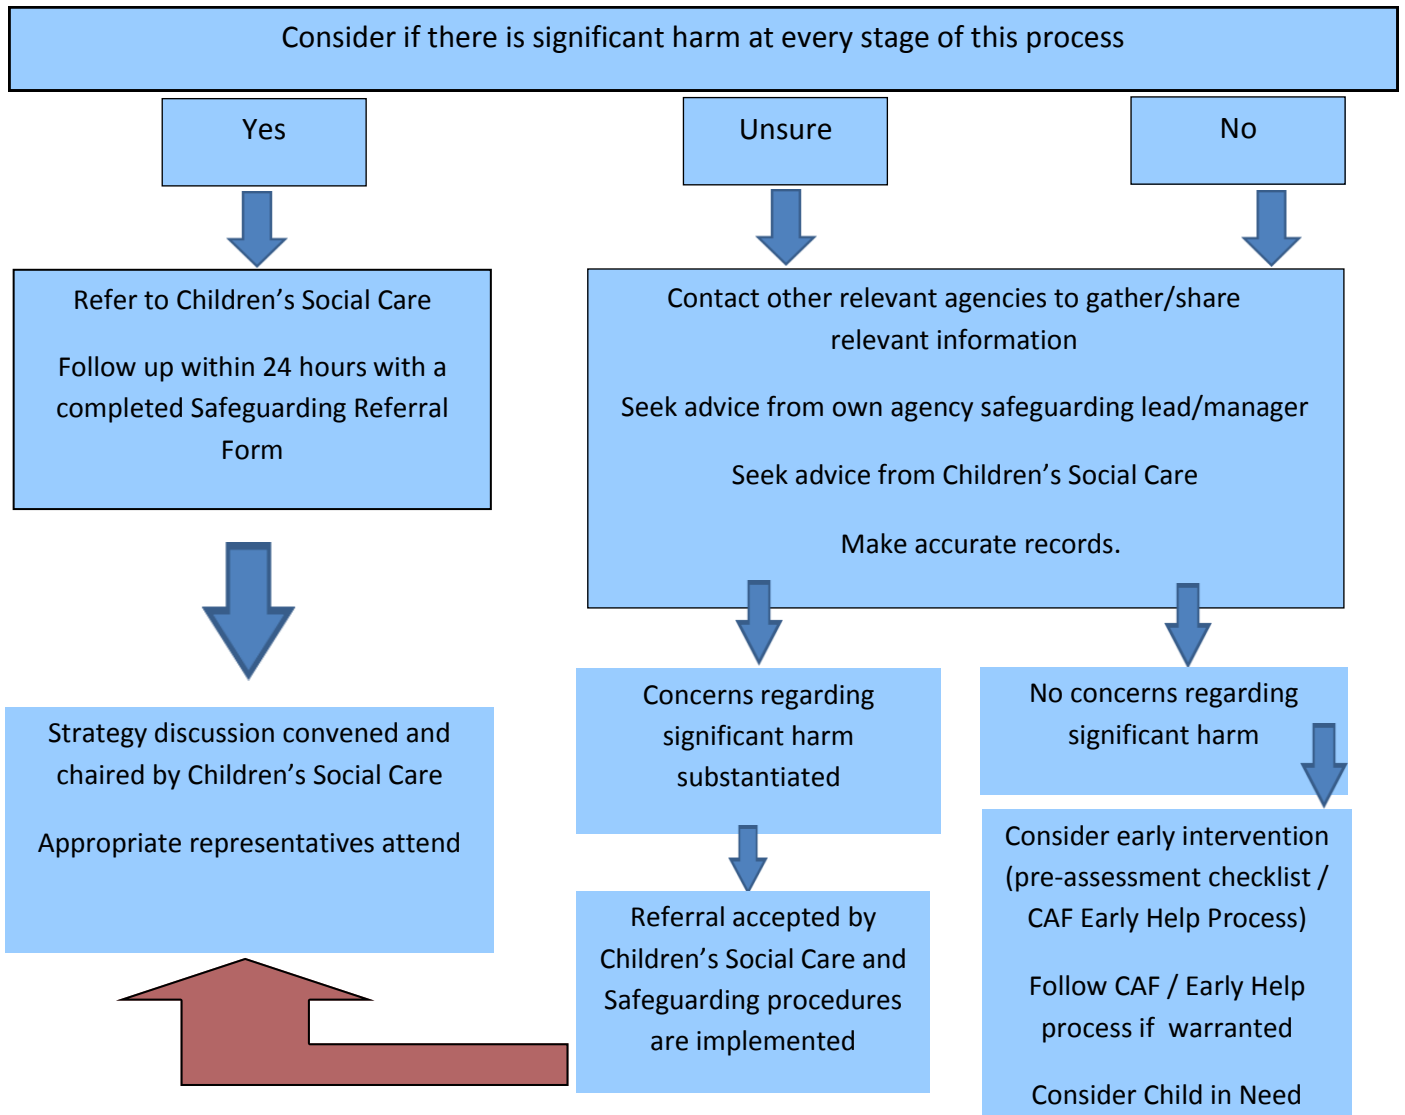 Consider if there is significant harm at every stage of this process
Yes
Unsure
No
Refer to Children’s Social Care
Follow up within 24 hours with a
completed Safeguarding Referral
Form
Contact other relevant agencies to gather/share
relevant information
Seek advice from own agency safeguarding lead/manager
Seek advice from Children’s Social Care
Make accurate records.
Strategy discussion convened and
chaired by Children’s Social Care
Appropriate representatives attend
Concerns regarding
significant harm
substantiated
No concerns regarding
significant harm
Referral accepted by
Children’s Social Care and
Safeguarding procedures
are implemented
Consider early intervention
(pre-assessment checklist /
CAF Early Help Process)
Follow CAF / Early Help
process if warranted
Consider Child in Need